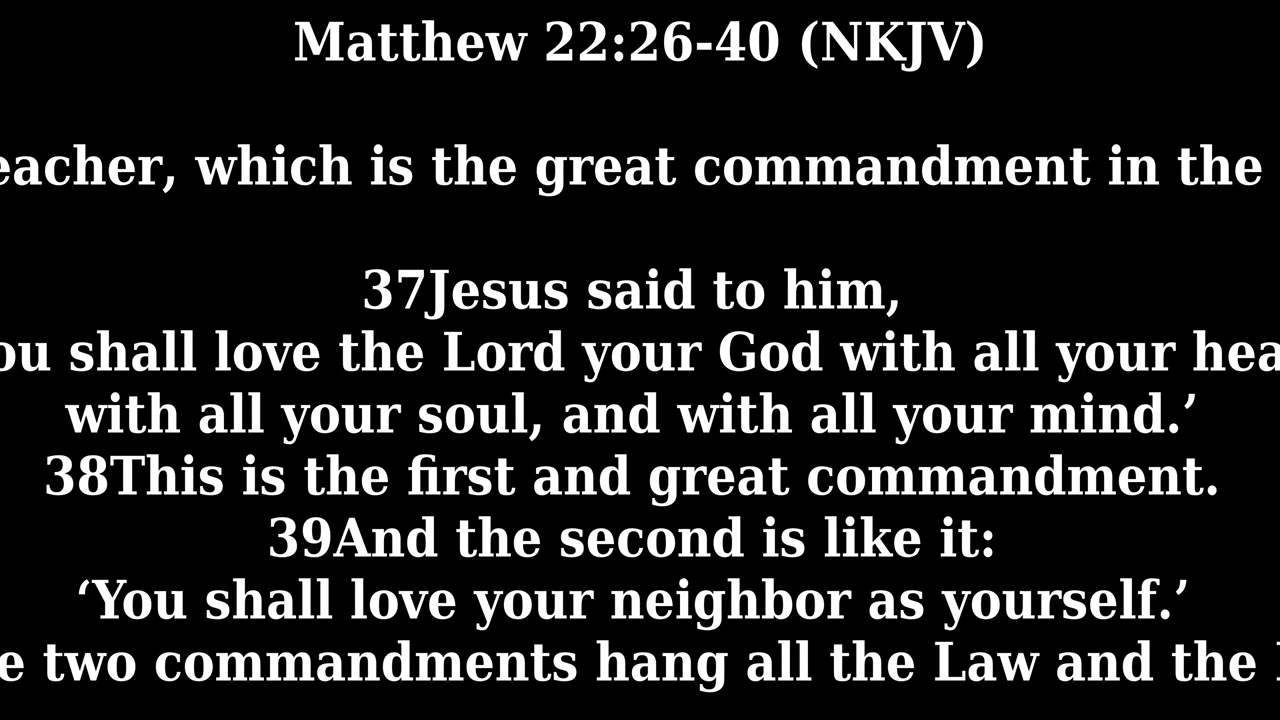 Matthew 22:26-40 (NKJV)
eacher, which is the great commandment in the
37Jesus said to him,
ou shall love the Lord your God with all your hea
with all your soul, and with all your mind.’
38This is the first and great commandment.
39And the second is like it:
‘You shall love your neighbor as yourself.’
e two commandments hang all the Law and the